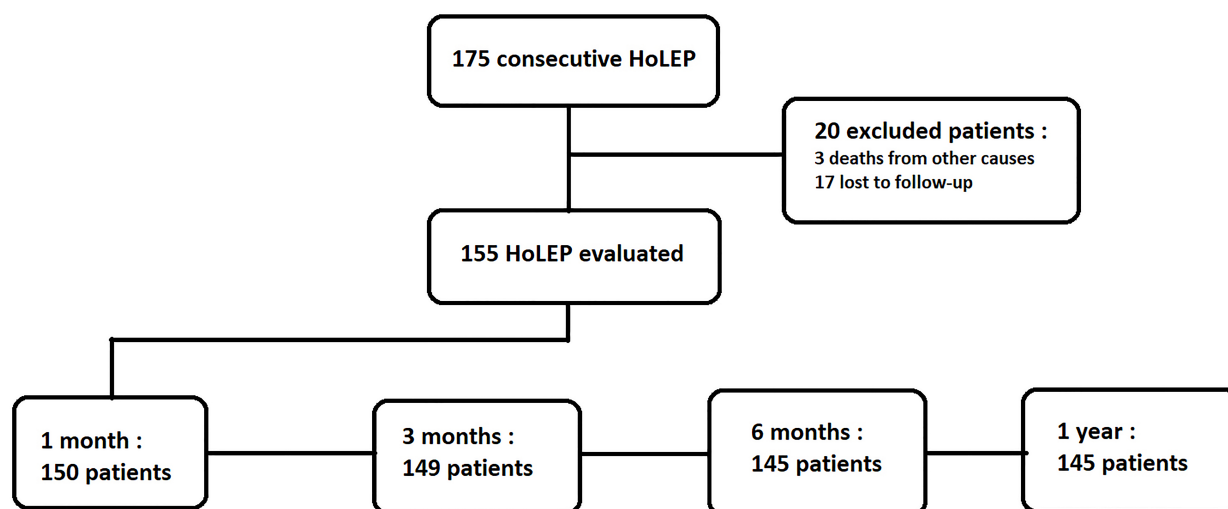 175 consecutive HoLEP
20 excluded patients :
3 deaths from other causes
17 lost to follow-up
155 HoLEP evaluated
1 month :
150 patients
3 months :
149 patients
6 months :
145 patients
1 year :
145 patients